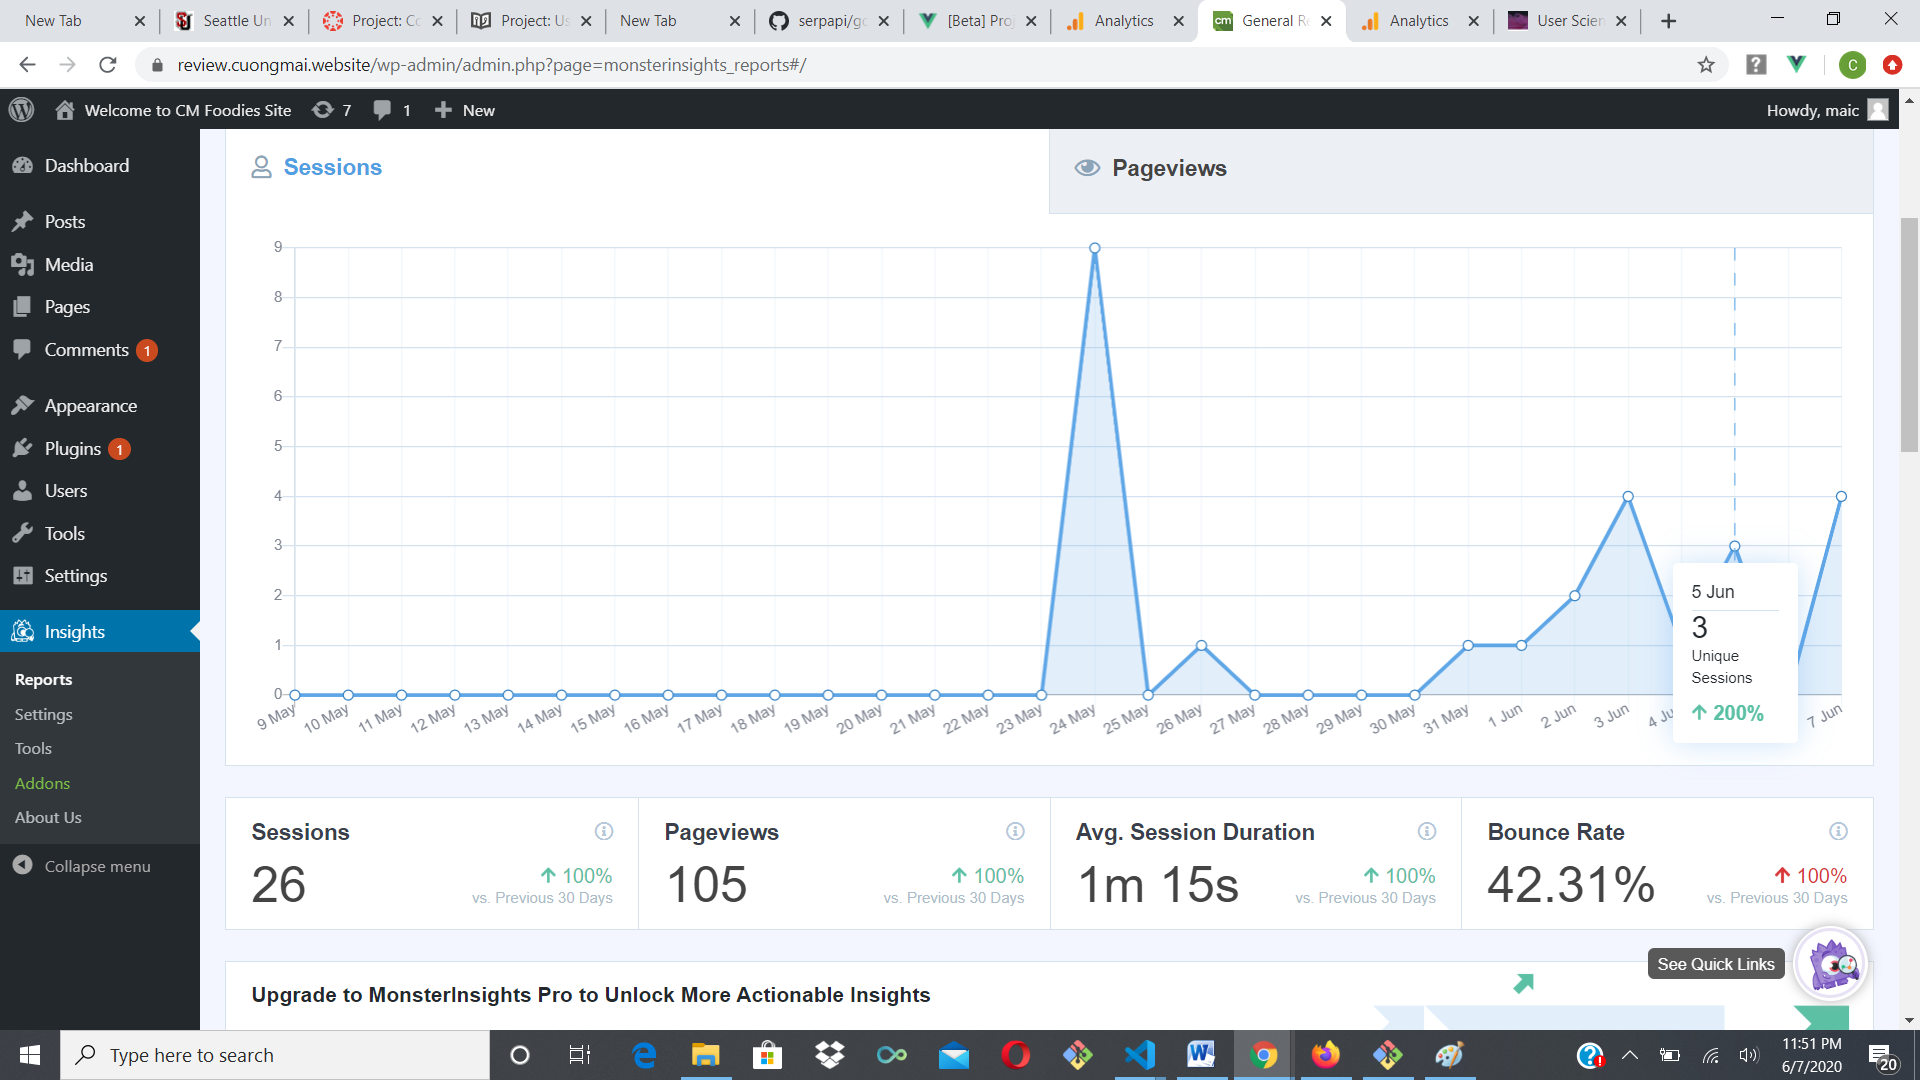 New Tab
Seattle Un
Project: Co
Project: Us
New Tab
serpapi/go
[Beta] Proj
Analytics
General Re
Analytics
User Scien
review.cuongmai.website/wp-admin/admin.php?page=monsterinsights_reports#/
C
Welcome to CM Foodies Site
7
1
New
Howdy, maic
Dashboard
Posts
Media
Pages
Comments 1
Appearance
Plugins 1
Users
Tools
Settings
Insights
Reports
Settings
Tools
Addons
About Us
Collapse menu
Sessions
Pageviews
9
8
7
6
5
4
3
2
1
0
9 May
10 May
11 May
12 May
13 May
14 May
15 May
16 May
17 May
18 May
19 May
20 May
21 May
22 May
23 May
24 May
25 May
26 May
27 May
28 May
29 May
30 May
31 May
1 Jun
2 Jun
3 Jun
4 Ju
7 Jun
5 Jun
3
Unique
Sessions
200%
Sessions
26
100%
vs. Previous 30 Days
Pageviews
105
100%
vs. Previous 30 Days
Avg. Session Duration
1m 15s
100%
vs. Previous 30 Days
Bounce Rate
42.31%
100%
vs. Previous 30 Days
See Quick Links
Upgrade to MonsterInsights Pro to Unlock More Actionable Insights
Type here to search
11:51 PM
6/7/2020
20